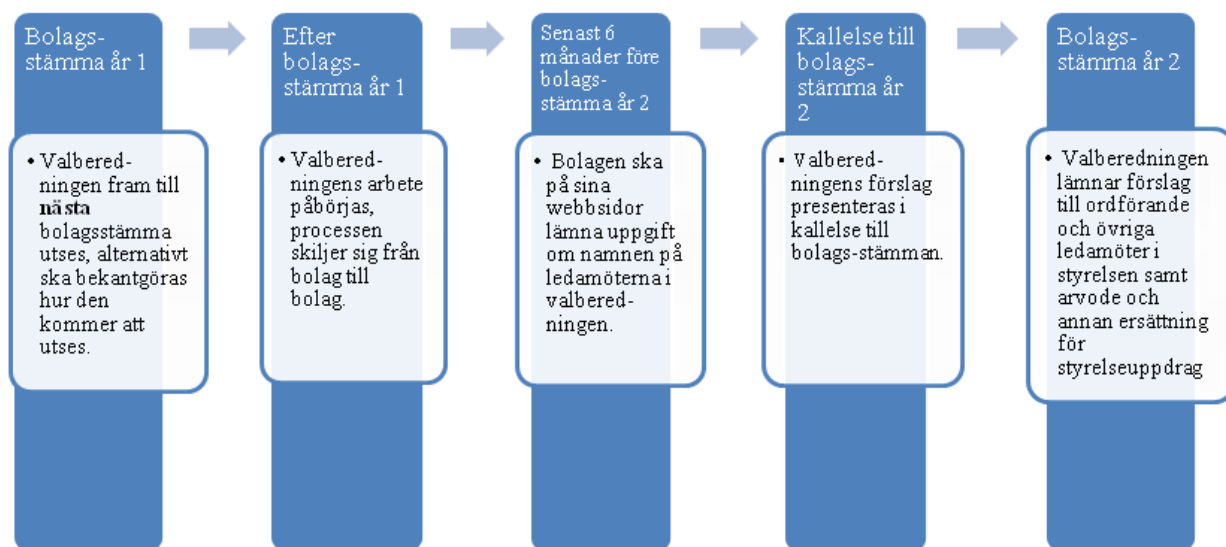 Bolags-
stämma år 1
• Valbered-
ningen fram till
nästa
bolagsstämma
utses, alternativt
ska bekantgöras
hur den
kommer att
utses.
Efter
bolags-
stämma år 1
• Valbered-
ningens arbete
påbörjas,
processen
skiljer sig från
bolag till
bolag.
Senast 6
månader före
bolags-
stämma år 2
• Bolagen ska
på sina
webbsidor
lämna uppgift
om namnen på
ledamöterna i
valbered-
ningen.
Kallelse till
bolags-
stämma år
2
• Valbered-
ningens förslag
presenteras i
kallelse till
bolags-stämman.
Bolags-
stämma år 2
• Valberedningen
lämnar förslag
till ordförande
och övriga
ledamöter i
styrelsen samt
arvode och
annan ersättning
för
styrelseuppdrag